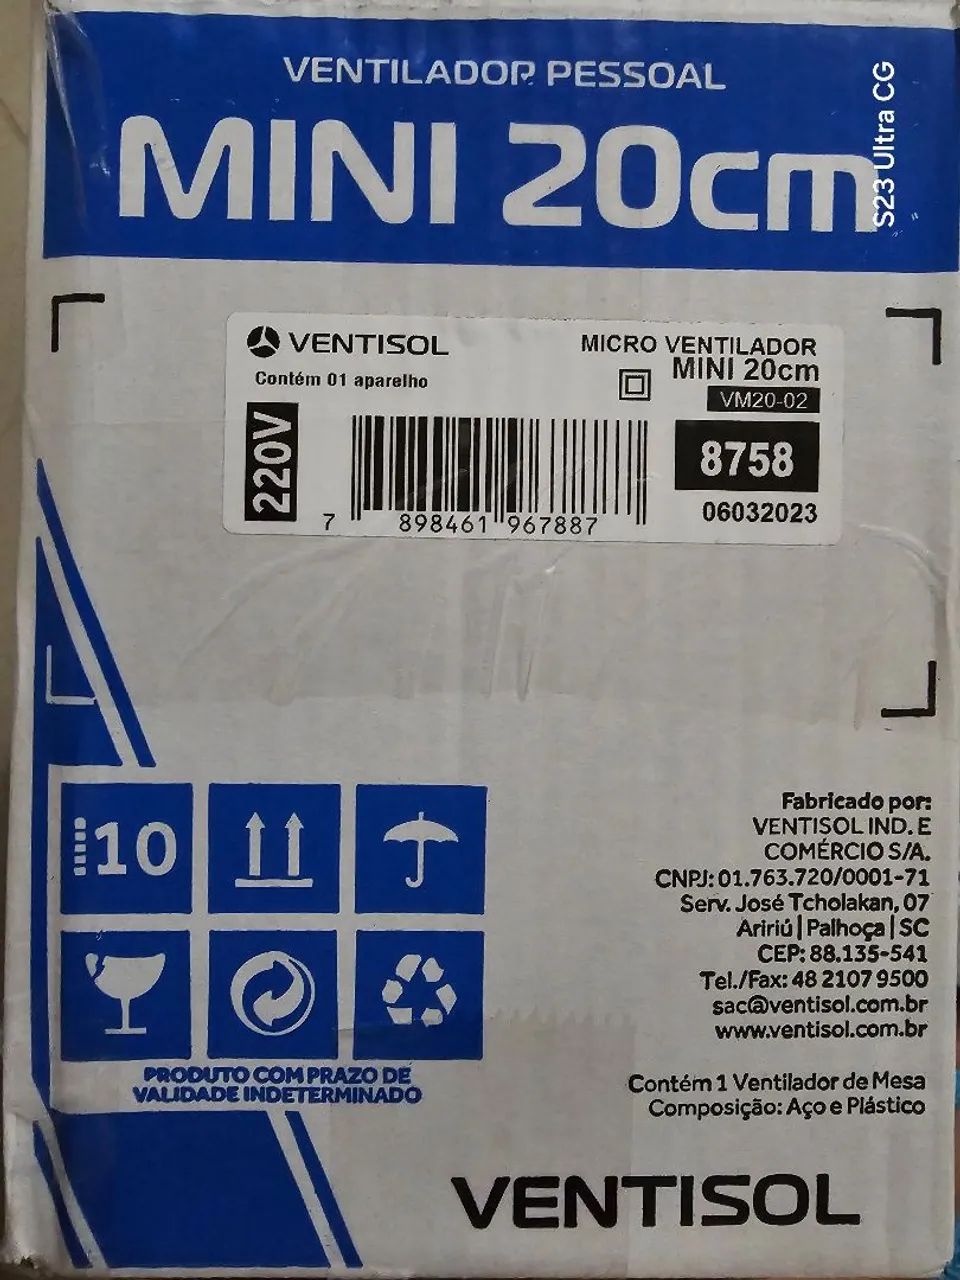 VENTILADOR PESSOAL
MINI 20cm
S23 Ultra CG
VENTISOL
Contém 01 aparelho
MICRO VENTILADOR
MINI 20cm
VM20-02
220V
8758
06032023
7 898461 967887
10
PRODUTO COM PRAZO DE
VALIDADE INDETERMINADO
Fabricado por:
VENTISOL IND. E
COMÉRCIO S/A.
CNPJ: 01.763.720/0001-71
Serv. José Tcholakan, 07
Aririú | Palhoça | SC
CEP: 88.135-541
Tel./Fax: 48 2107 9500
sac@ventisol.com.br
www.ventisol.com.br
Contém 1 Ventilador de Mesa
Composição: Aço e Plástico
VENTISOL